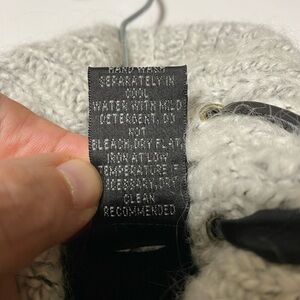 HAND WASH
SEPARATELY IN
COOL
WATER WITH MILD
DETERGENT, DO
NOT
BLEACH, DRY FLAT,
IRON AT LOW
TEMPERATURE IF
NECESSARY, DRY
CLEAN
RECOMMENDED